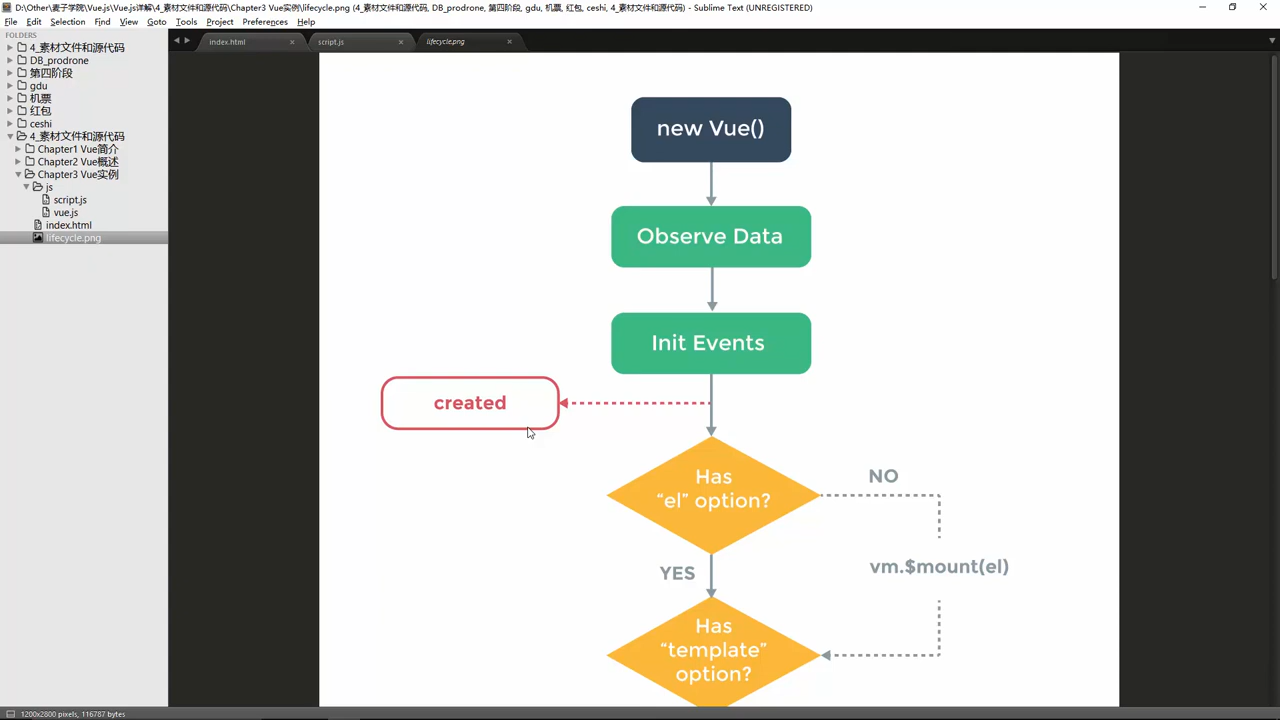 D:\Other\麦子学院\Vue.js\Vue.js详解\4_素材文件和源代码\Chapter3 Vue实例\lifecycle.png (4_素材文件和源代码, DB_prodrone, 第四阶段, gdu, 机票, 红包, ceshi, 4_素材文件和源代码) - Sublime Text (UNREGISTERED)
File Edit Selection Find View Goto Tools Project Preferences Help
FOLDERS
4_素材文件和源代码
DB_prodrone
第四阶段
gdu
机票
红包
ceshi
4_素材文件和源代码
Chapter1 Vue简介
Chapter2 Vue概述
Chapter3 Vue实例
js
script.js
vue.js
index.html
lifecycle.png
index.html script.js lifecycle.png
new Vue()
Observe Data
Init Events
created
Has
“el” option?
NO
YES
vm.$mount(el)
Has
“template”
option?
1200x2800 pixels, 116787 bytes